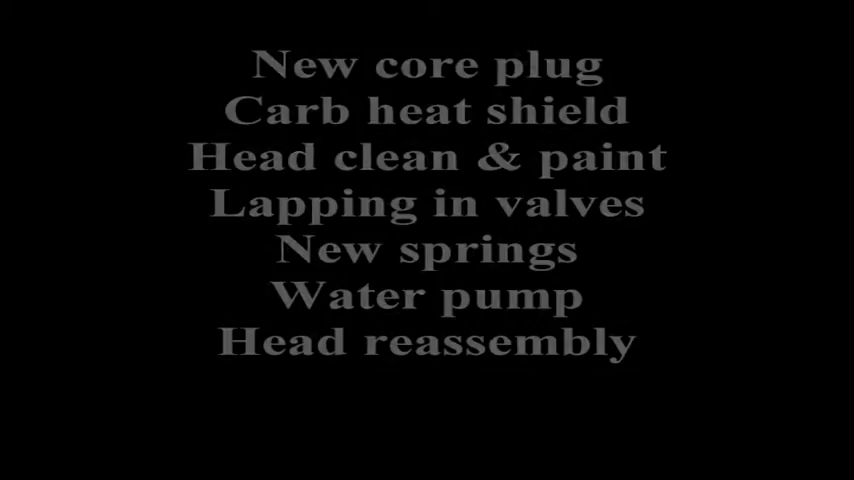 New core plug
Carb heat shield
Head clean & paint
Lapping in valves
New springs
Water pump
Head reassembly